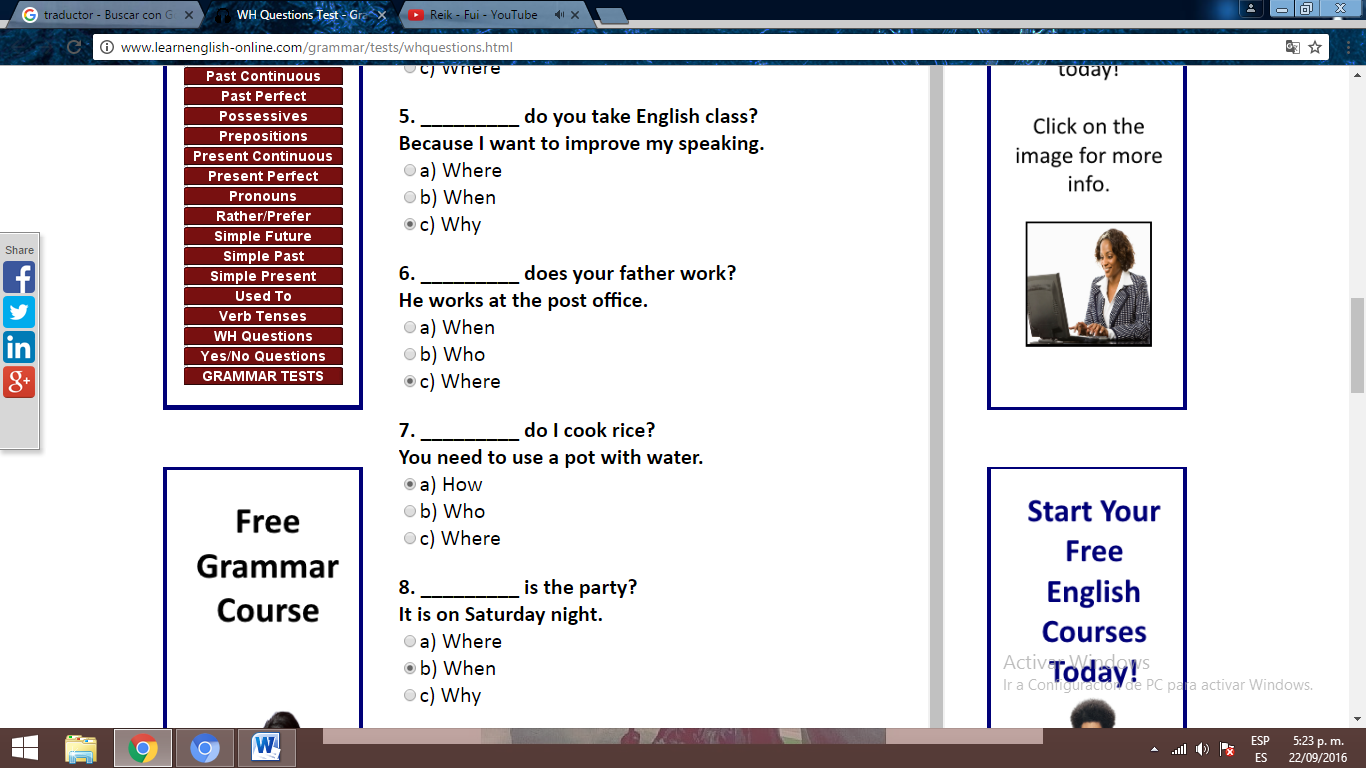 traductor - Buscar con G
WH Questions Test - Gra
Reik - Fui - YouTube
www.learnenglish-online.com/grammar/tests/whquestions.html
Past Continuous
Past Perfect
Possessives
Prepositions
Present Continuous
Present Perfect
Pronouns
Rather/Prefer
Simple Future
Simple Past
Simple Present
Used To
Verb Tenses
WH Questions
Yes/No Questions
GRAMMAR TESTS
Share
Free
Grammar
Course
c) Where
5. _________ do you take English class?
Because I want to improve my speaking.
a) Where
b) When
c) Why
6. _________ does your father work?
He works at the post office.
a) When
b) Who
c) Where
7. _________ do I cook rice?
You need to use a pot with water.
a) How
b) Who
c) Where
8. _________ is the party?
It is on Saturday night.
a) Where
b) When
c) Why
today!
Click on the
image for more
info.
Start Your
Free
English
Courses
Today!
Activar Windows
Ir a Configuración de PC para activar Windows.
ESP
ES
5:23 p. m.
22/09/2016